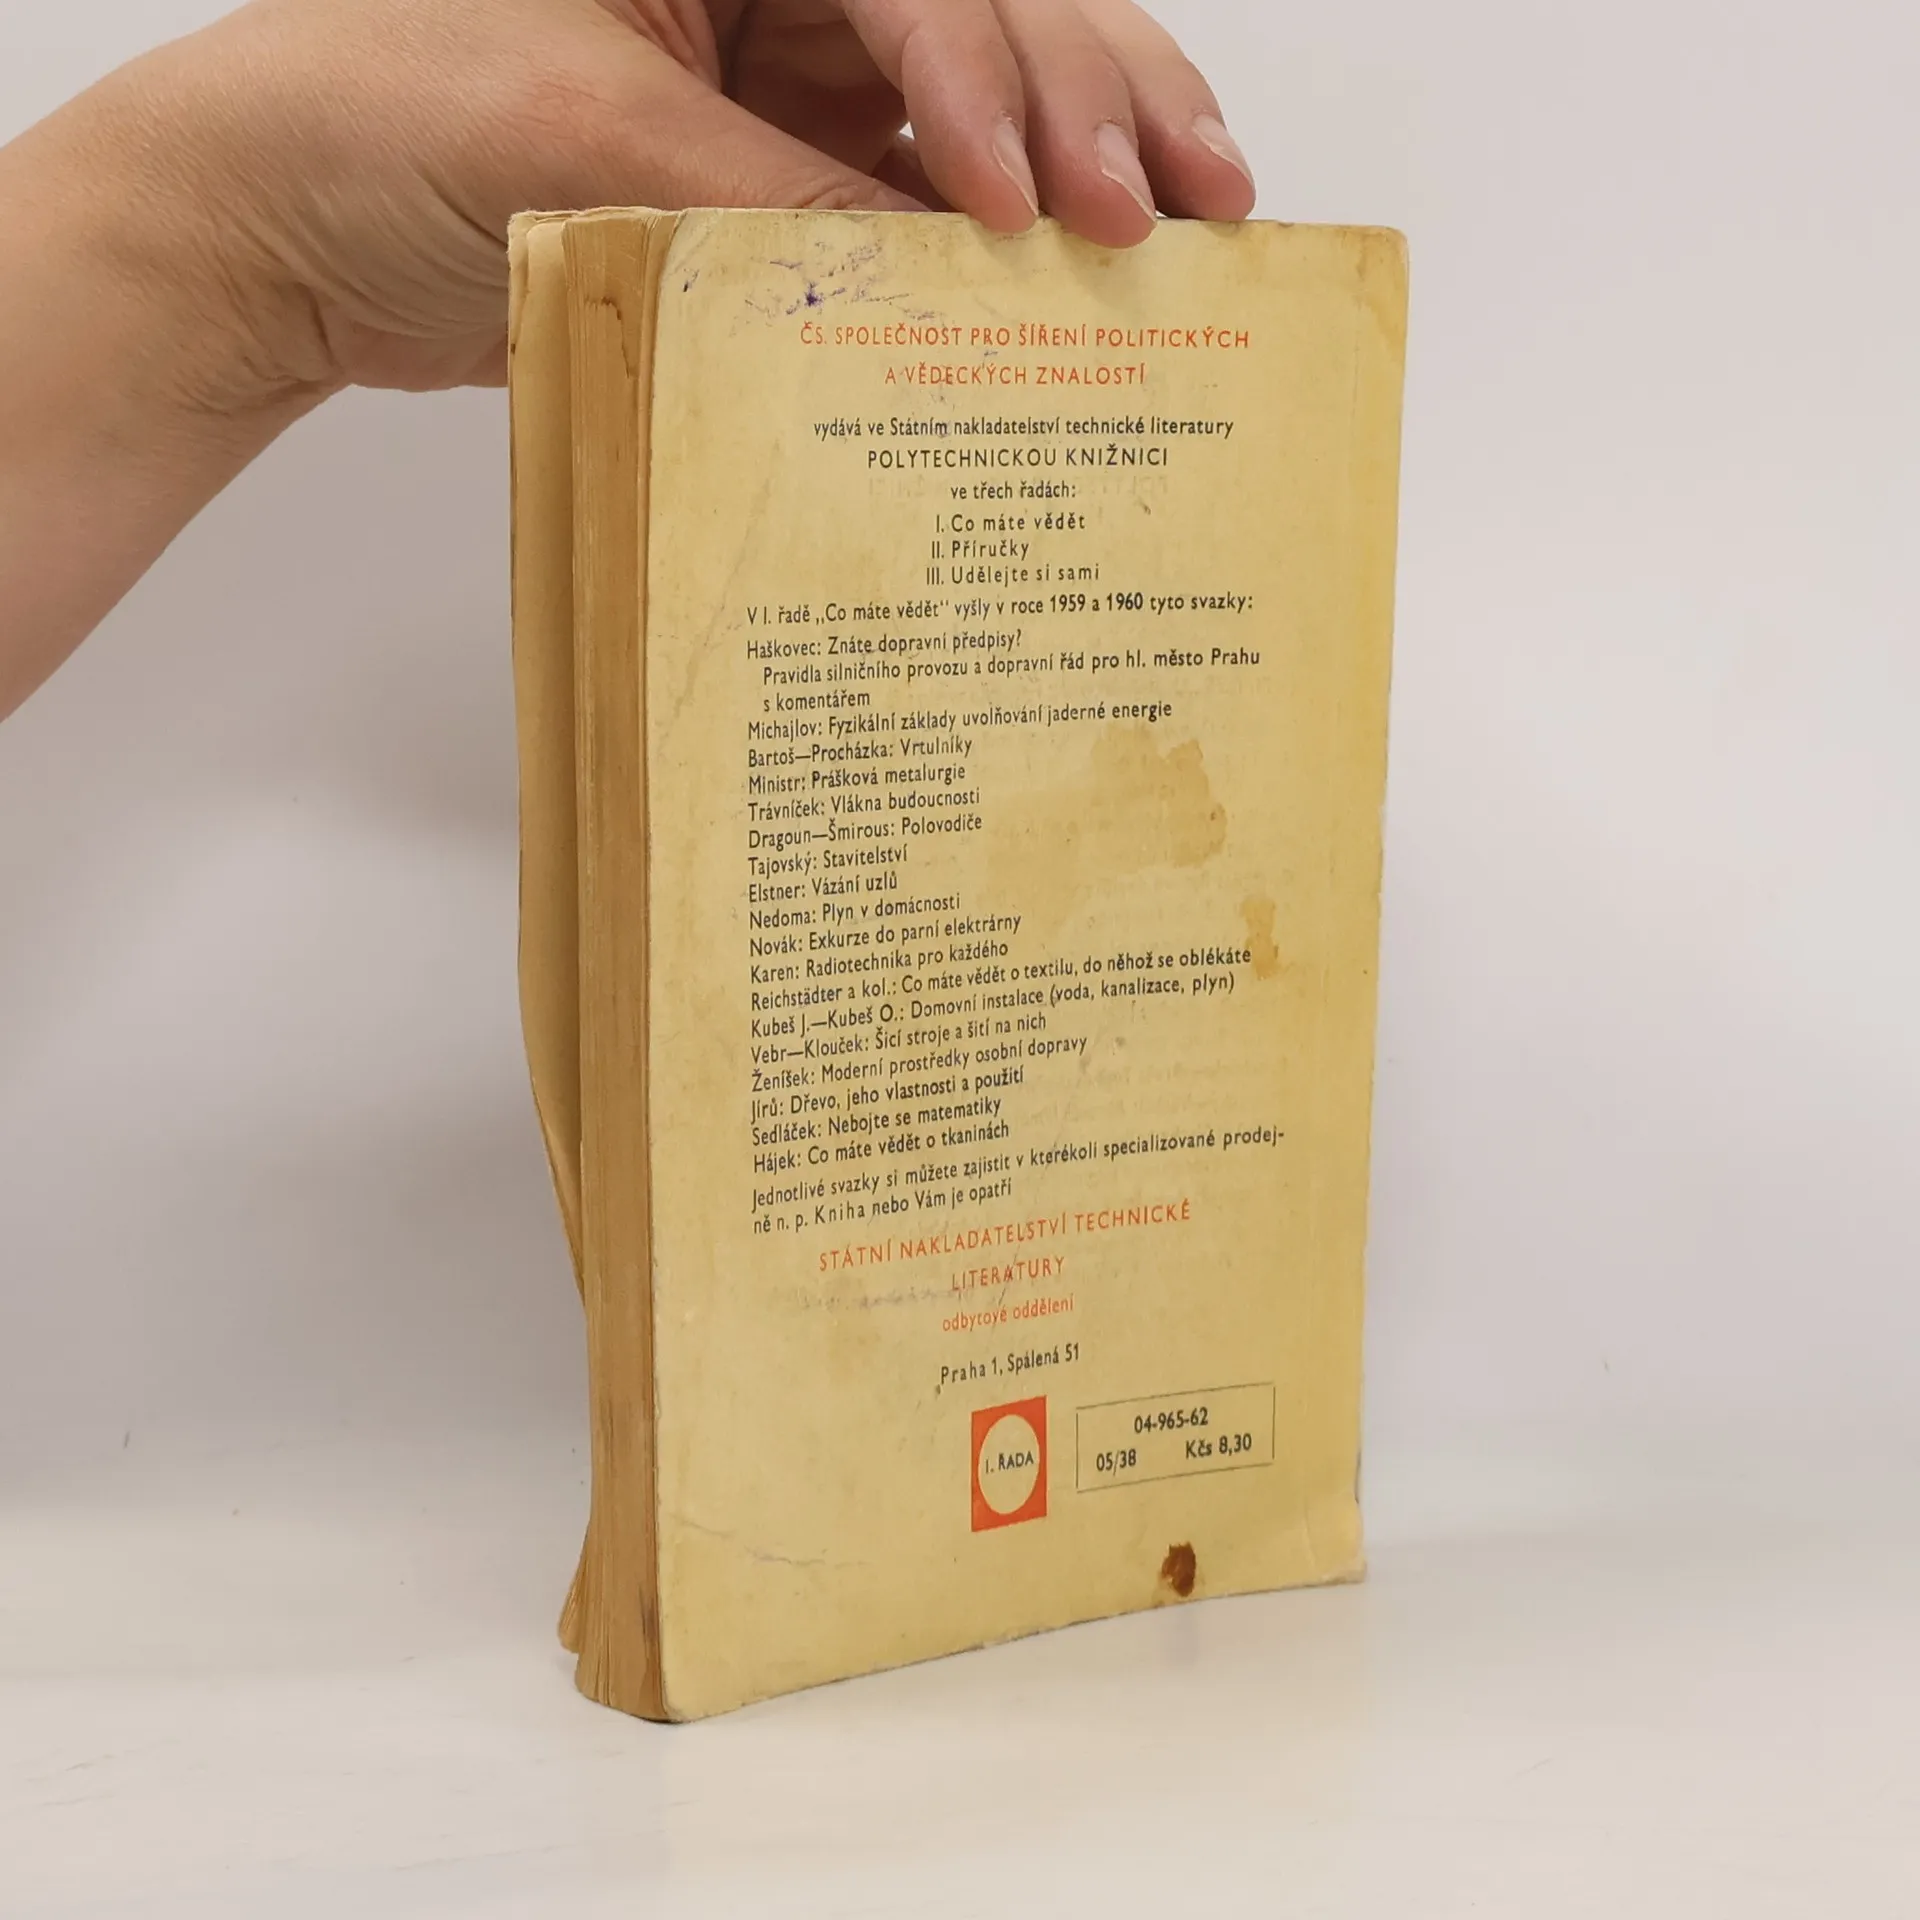 ČS. SPOLEČNOST PRO ŠÍŘENÍ POLITICKÝCH
A VĚDECKÝCH ZNALOSTÍ
vydává ve Státním nakladatelství technické literatury
POLYTECHNICKOU KNIŽNICI
ve třech řadách:
I. Co máte vědět
II. Příručky
III. Udělejte si sami
V I. řadě „Co máte vědět" vyšly v roce 1959 a 1960 tyto svazky:
Haškovec: Znáte dopravní předpisy?
Pravidla silničního provozu a dopravní řád pro hl. město Prahu
s komentářem
Michajlov: Fyzikální základy uvolňování jaderné energie
Bartoš—Procházka: Vrtulníky
Ministr: Prášková metalurgie
Trávníček: Vlákna budoucnosti
Dragoun—Šmirous: Polovodiče
Tajovský: Stavitelství
Elstner: Vázání uzlů
Nedoma: Plyn v domácnosti
Novák: Exkurze do parní elektrárny
Karen: Radiotechnika pro každého
Reichstädter a kol.: Co máte vědět o textilu, do něhož se oblékáte
Kubeš J.—Kubeš O.: Domovní instalace (voda, kanalizace, plyn)
Vebr—Klouček: Šicí stroje a šití na nich
Ženíšek: Moderní prostředky osobní dopravy
Jírů: Dřevo, jeho vlastnosti a použití
Sedláček: Nebojte se matematiky
Hájek: Co máte vědět o tkaninách
Jednotlivé svazky si můžete zajistit v kterékoli specializované prodej-
ně n. p. Kniha nebo Vám je opatří
STÁTNÍ NAKLADATELSTVÍ TECHNICKÉ
LITERATURY
odbytové oddělení
Praha 1, Spálená 51
I. ŘADA
04-965-62
05/38 Kčs 8,30